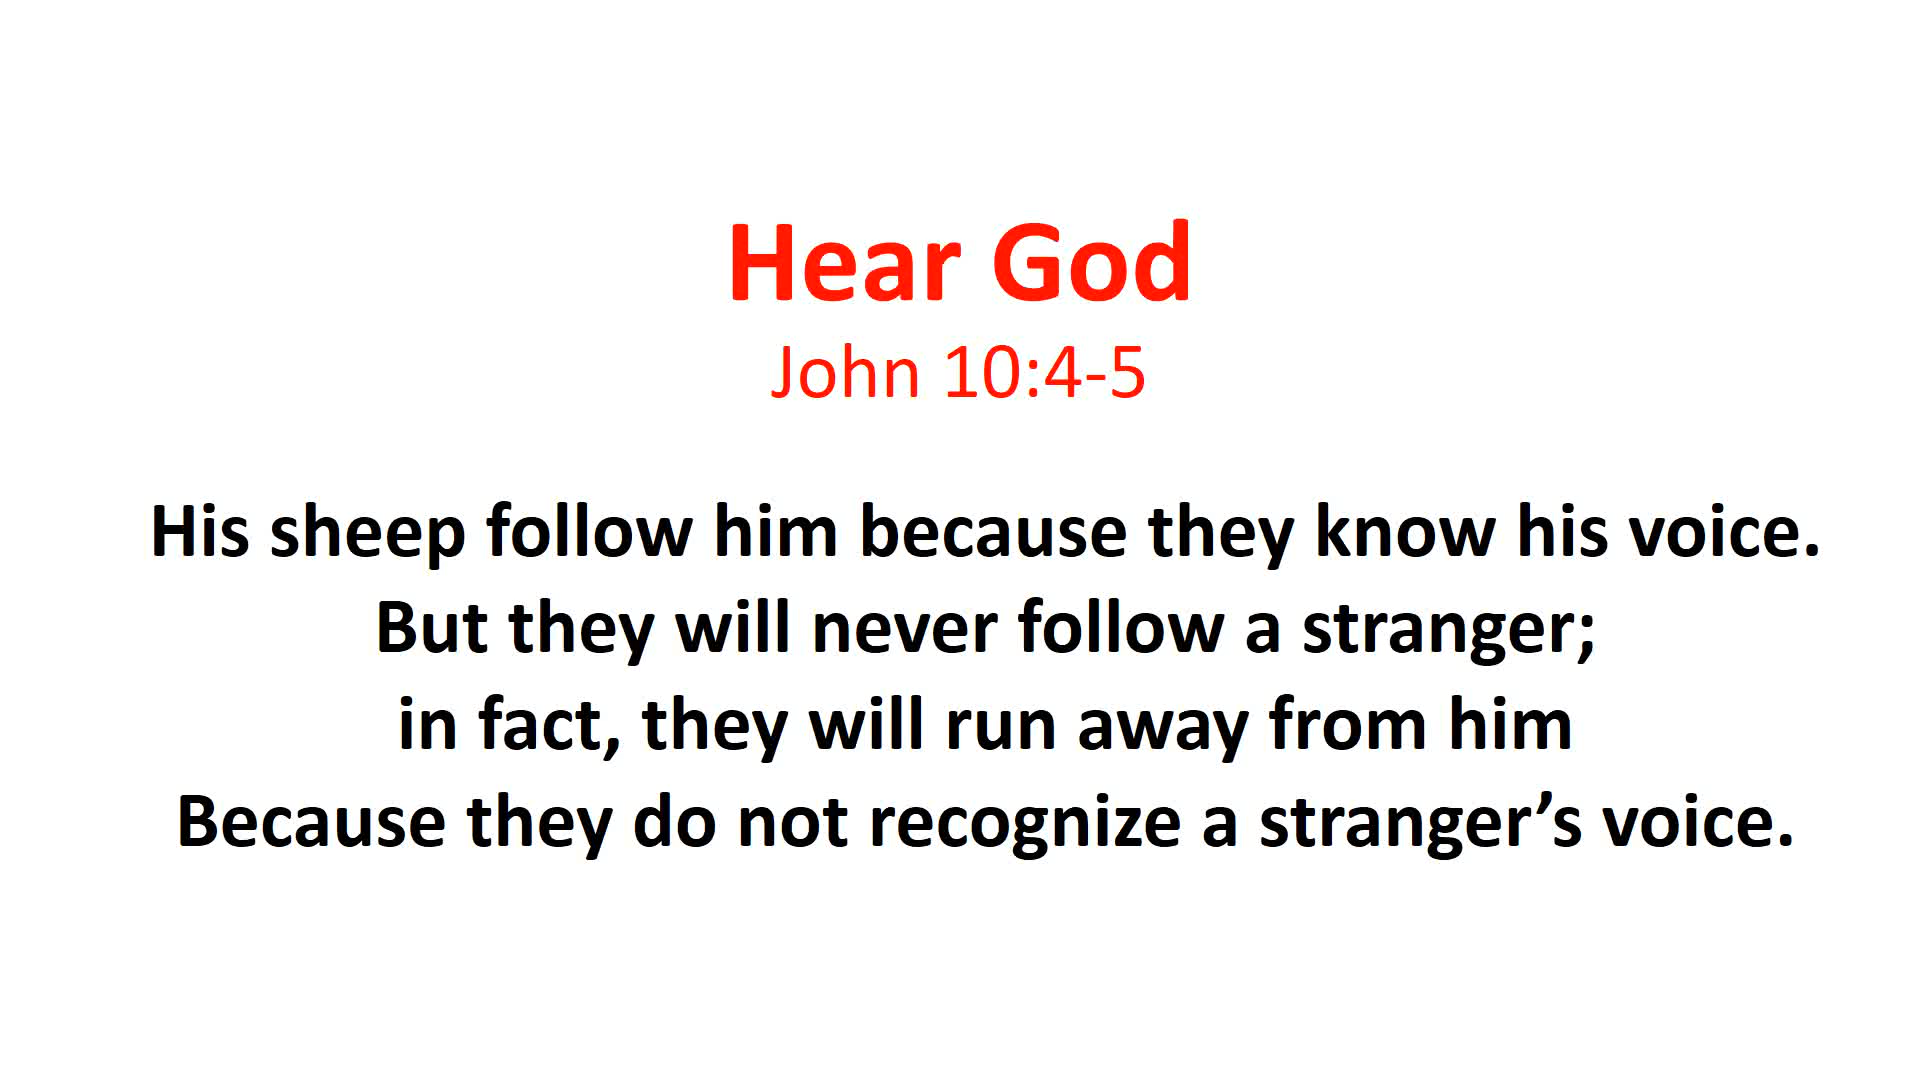 Hear God
John 10:4-5
His sheep follow him because they know his voice.
But they will never follow a stranger;
in fact, they will run away from him
Because they do not recognize a stranger’s voice.